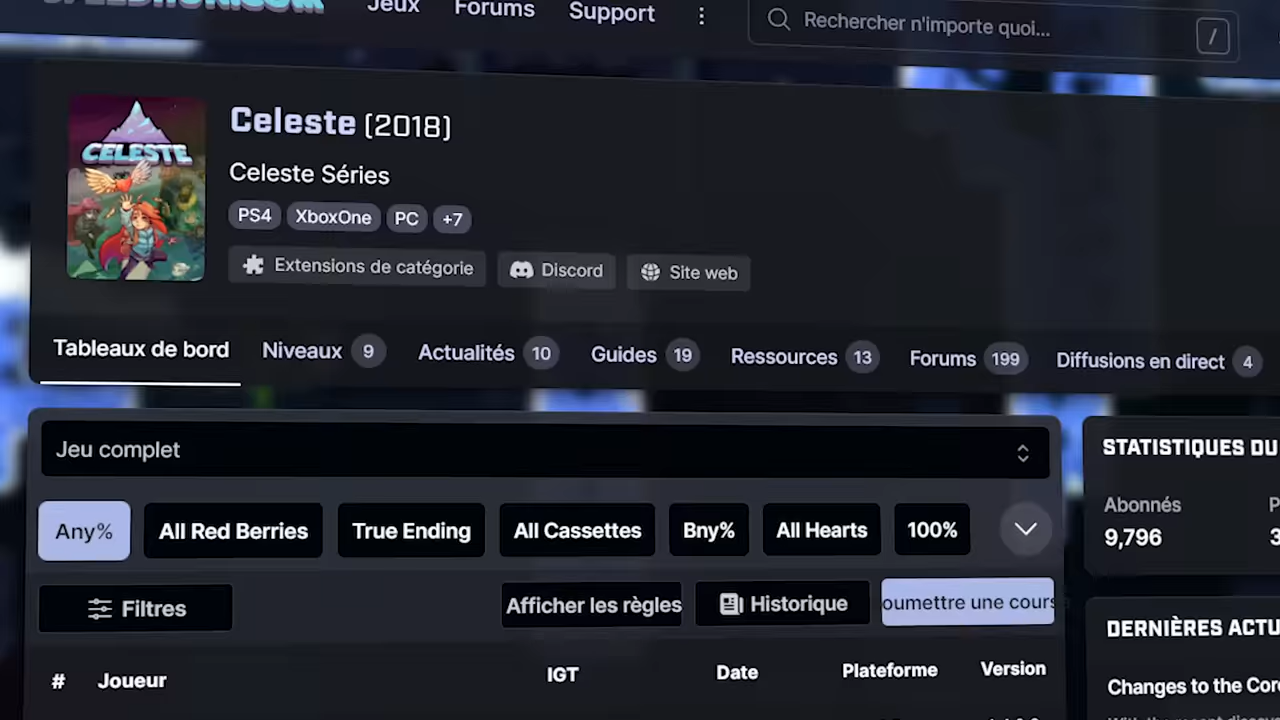 SPEEDRUN.COM
Jeux Forums Support
Rechercher n'importe quoi... /
CELESTE
Celeste (2018)
Celeste Séries
PS4 XboxOne PC +7
Extensions de catégorie Discord Site web
Tableaux de bord Niveaux 9 Actualités 10 Guides 19 Ressources 13 Forums 199 Diffusions en direct 4
Jeu complet
Any% All Red Berries True Ending All Cassettes Bny% All Hearts 100%
Filtres Afficher les règles Historique oumettre une cours
# Joueur IGT Date Plateforme Version
STATISTIQUES DU
Abonnés
9,796
DERNIÈRES ACTU
Changes to the Cor